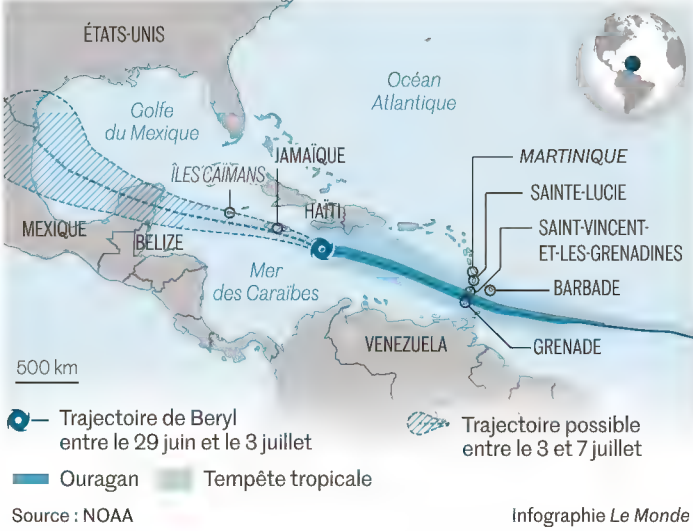 ÉTATS-UNIS
Océan
Atlantique
Golfe
du Mexique
ÎLES CAÏMANS
JAMAÏQUE
HAÏTI
MARTINIQUE
SAINTE-LUCIE
SAINT-VINCENT-
ET-LES-GRENADINES
BARBADE
MEXIQUE
BELIZE
Mer
des Caraïbes
VENEZUELA
GRENADE
500 km
Trajectoire de Beryl
entre le 29 juin et le 3 juillet
Trajectoire possible
entre le 3 et 7 juillet
Ouragan
Tempête tropicale
Source : NOAA
Infographie Le Monde